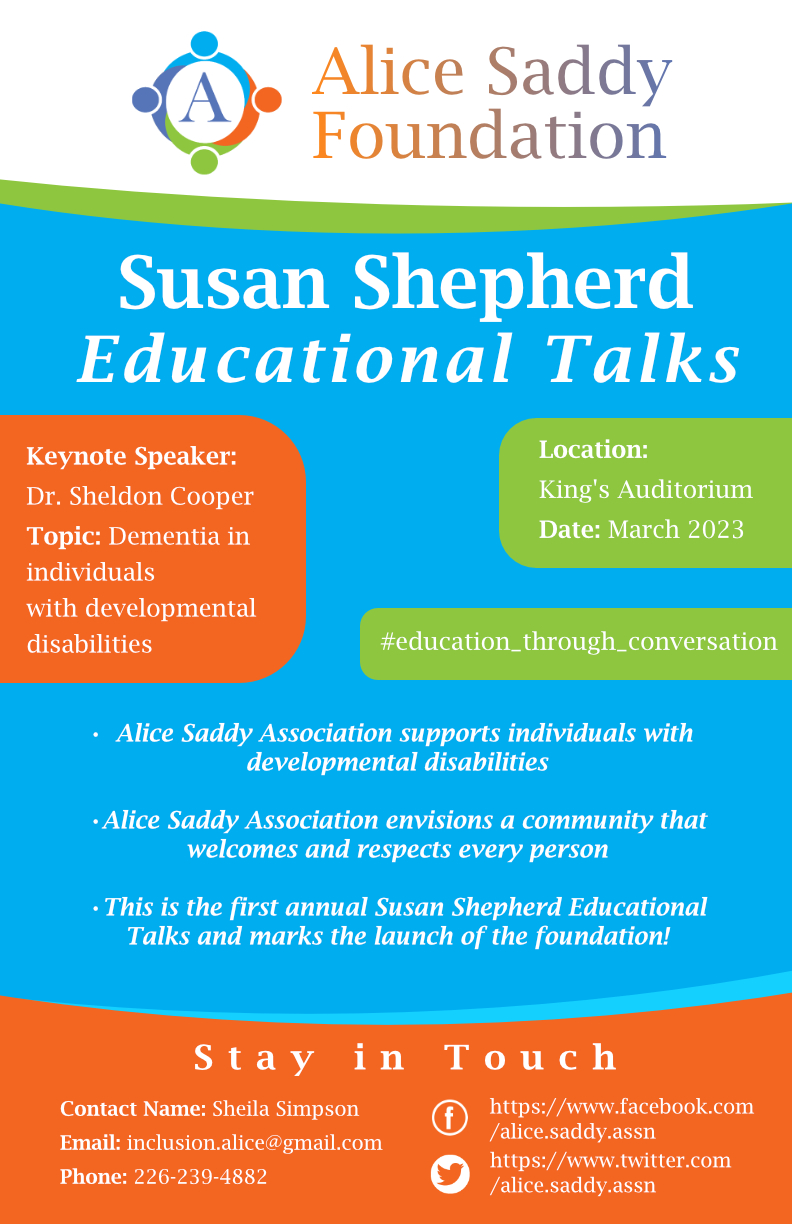 A
Alice Saddy
Foundation
Susan Shepherd
Educational Talks
Keynote Speaker:
Dr. Sheldon Cooper
Topic: Dementia in
individuals
with developmental
disabilities
Location:
King's Auditorium
Date: March 2023
#education_through_conversation
· Alice Saddy Association supports individuals with
developmental disabilities
· Alice Saddy Association envisions a community that
welcomes and respects every person
· This is the first annual Susan Shepherd Educational
Talks and marks the launch of the foundation!
Stay in Touch
Contact Name: Sheila Simpson
Email: inclusion.alice@gmail.com
Phone: 226-239-4882
f
https://www.facebook.com
/alice.saddy.assn
https://www.twitter.com
/alice.saddy.assn